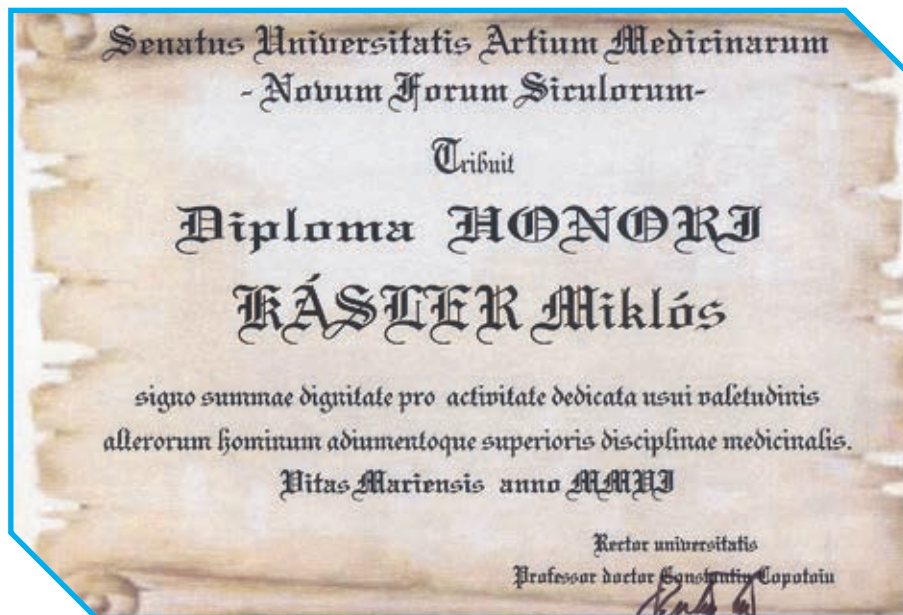 Senatus Universitatis Artium Medicinarum
- Novum Forum Siculorum-
Tribuit
Diploma HONORI
KÁSLER Miklós
signo summae dignitate pro activitate dedicata usui valetudinis
alterorum hominum adiumentoque superioris disciplinae medicinalis.
Vitas Mariensis anno MMVI
Rector universitatis
Professor doctor Constantin Copotoiu